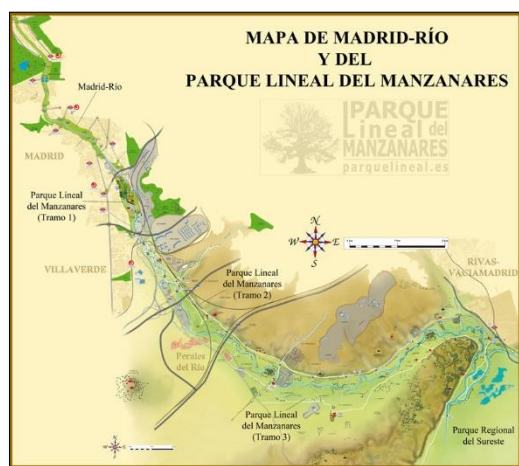 MAPA DE MADRID-RÍO
Y DEL
PARQUE LINEAL DEL MANZANARES
PARQUE
Lineal del
MANZANARES
parquelineal.es
Madrid-Río
MADRID
Parque Lineal
del Manzanares
(Tramo 1)
N
W E
S
VILLAVERDE
Parque Lineal
del Manzanares
(Tramo 2)
RIVAS-
VACIAMADRID
Perales
del Río
Parque Lineal
del Manzanares
(Tramo 3)
Parque Regional
del Sureste